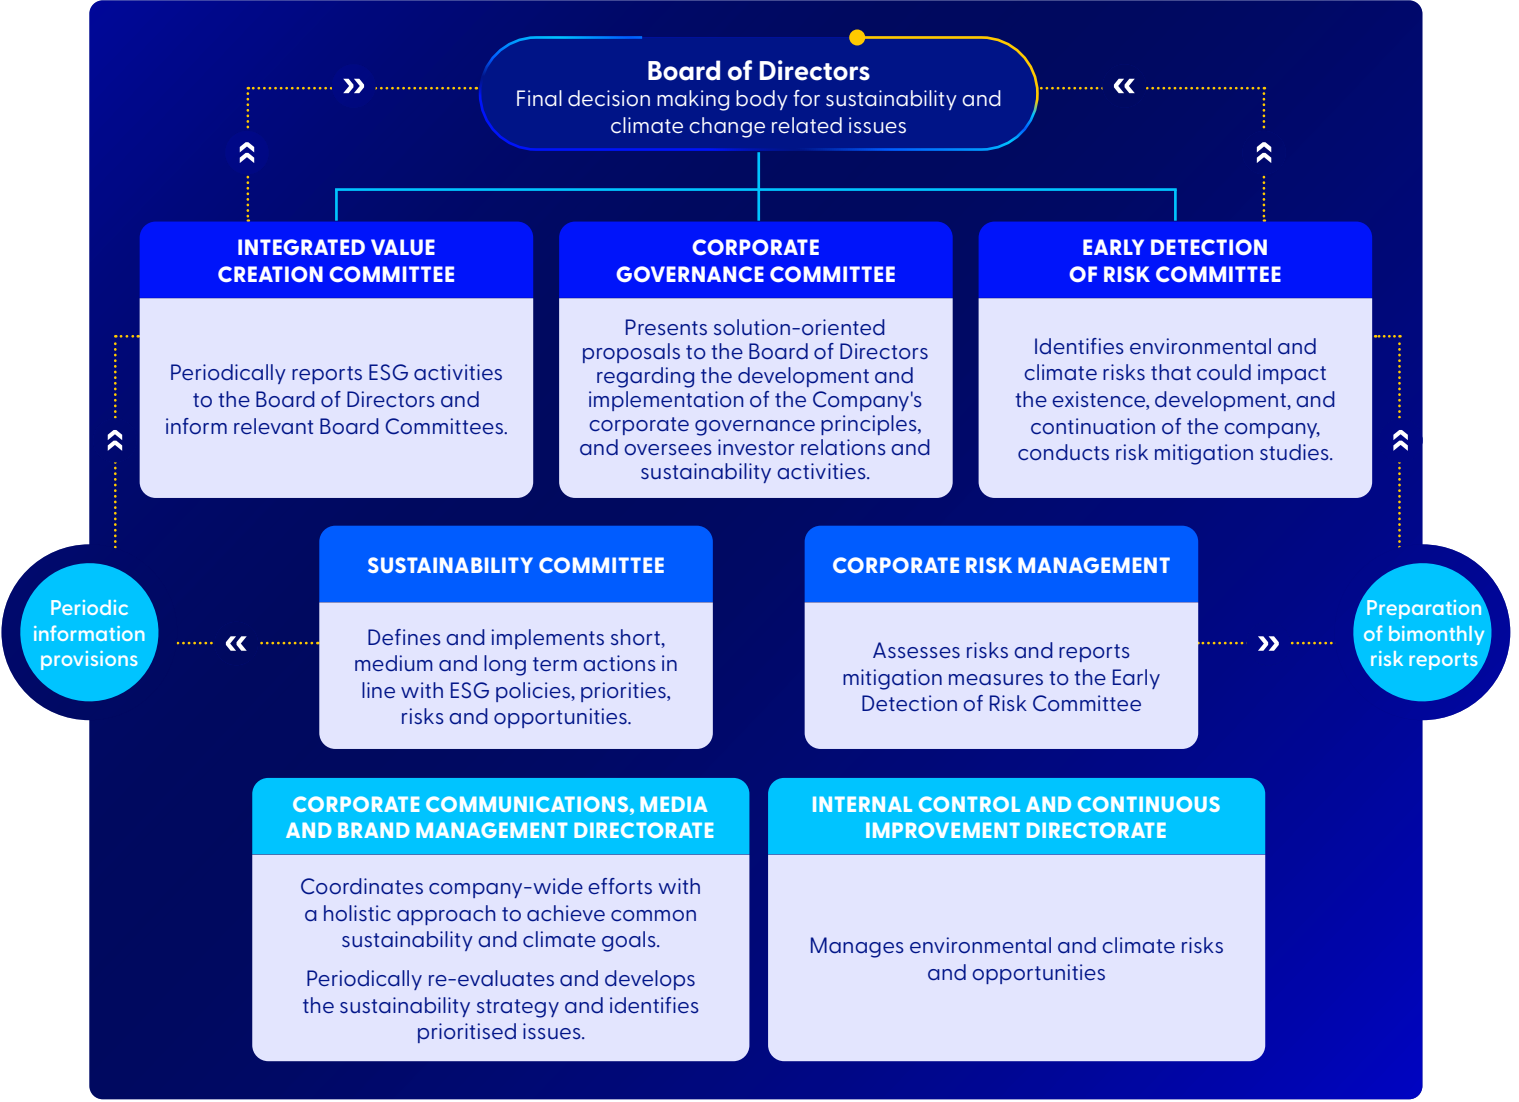 Board of Directors
Final decision making body for sustainability and
climate change related issues
INTEGRATED VALUE
CREATION COMMITTEE
Periodically reports ESG activities
to the Board of Directors and
inform relevant Board Committees.
CORPORATE
GOVERNANCE COMMITTEE
Presents solution-oriented
proposals to the Board of Directors
regarding the development and
implementation of the Company's
corporate governance principles,
and oversees investor relations and
sustainability activities.
EARLY DETECTION
OF RISK COMMITTEE
Identifies environmental and
climate risks that could impact
the existence, development, and
continuation of the company,
conducts risk mitigation studies.
Periodic
information
provisions
SUSTAINABILITY COMMITTEE
Defines and implements short,
medium and long term actions in
line with ESG policies, priorities,
risks and opportunities.
CORPORATE RISK MANAGEMENT
Assesses risks and reports
mitigation measures to the Early
Detection of Risk Committee
Preparation
of bimonthly
risk reports
CORPORATE COMMUNICATIONS, MEDIA
AND BRAND MANAGEMENT DIRECTORATE
Coordinates company-wide efforts with
a holistic approach to achieve common
sustainability and climate goals.
Periodically re-evaluates and develops
the sustainability strategy and identifies
prioritised issues.
INTERNAL CONTROL AND CONTINUOUS
IMPROVEMENT DIRECTORATE
Manages environmental and climate risks
and opportunities